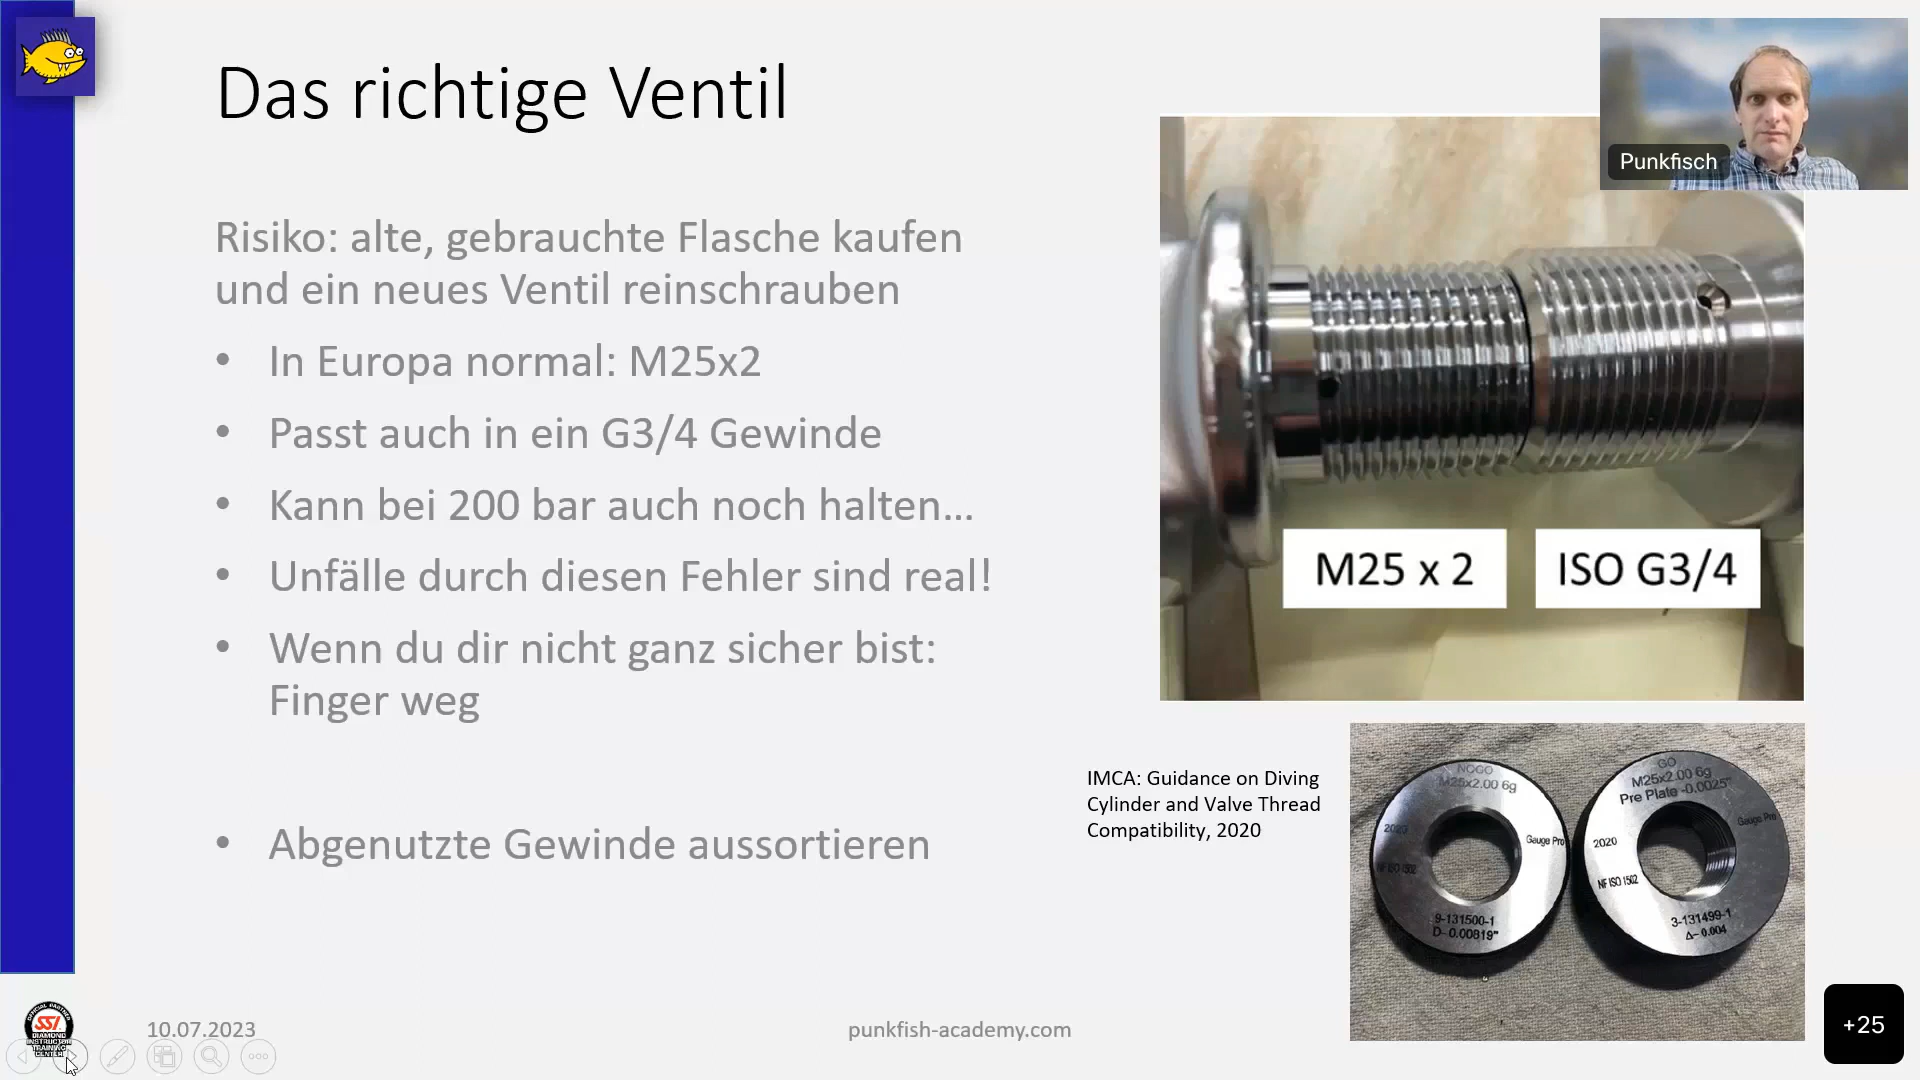 Das richtige Ventil
Punkfisch
Risiko: alte, gebrauchte Flasche kaufen
und ein neues Ventil reinschrauben
• In Europa normal: M25x2
• Passt auch in ein G3/4 Gewinde
• Kann bei 200 bar auch noch halten…
• Unfälle durch diesen Fehler sind real!
• Wenn du dir nicht ganz sicher bist:
Finger weg
• Abgenutzte Gewinde aussortieren
M25 x 2
ISO G3/4
IMCA: Guidance on Diving
Cylinder and Valve Thread
Compatibility, 2020
NOGO
M25x2.00 6g
2020
Gauge Pro
NF ISO 1502
9-131500-1
D-0.00819"
GO
M25x2.00 6g
Pre Plate -0.0025"
Gauge Pro
2020
NF ISO 1502
3-131499-1
Δ- 0.004
SSI
DIAMOND
INSTRUCTOR
TRAINING
CENTER
10.07.2023
punkfish-academy.com
+25